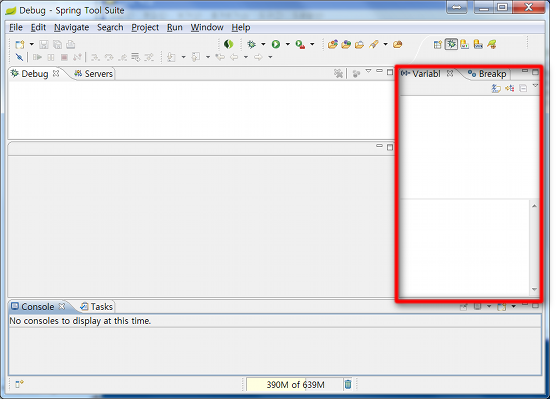 Debug - Spring Tool Suite
File Edit Navigate Search Project Run Window Help
Debug Servers
Variabl Breakp
Console Tasks
No consoles to display at this time.
390M of 639M